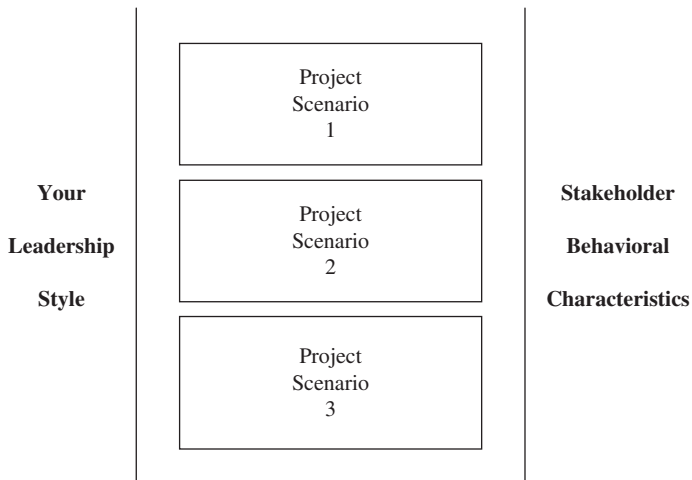 Your
Leadership
Style
Project
Scenario
1
Project
Scenario
2
Project
Scenario
3
Stakeholder
Behavioral
Characteristics